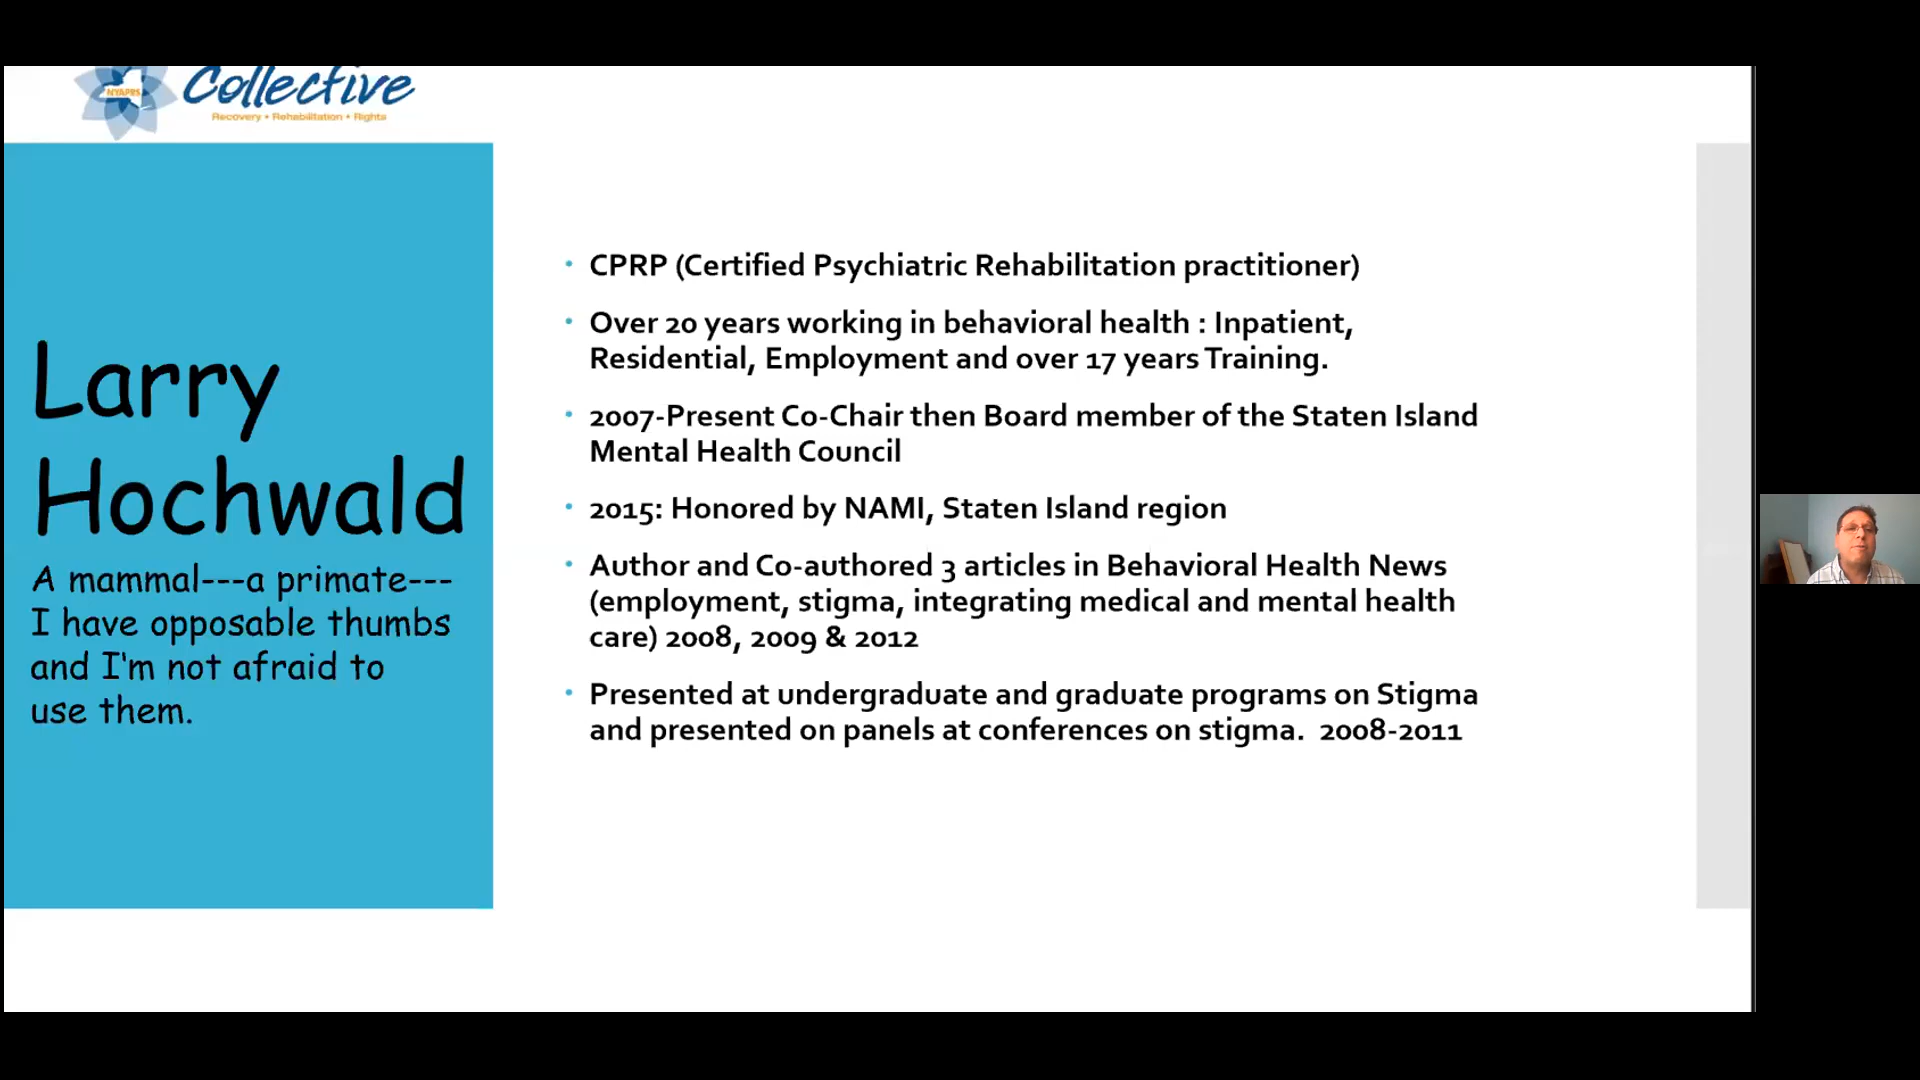 NYAPRS
Collective
Recovery • Rehabilitation • Rights
Larry
Hochwald
A mammal---a primate---
I have opposable thumbs
and I'm not afraid to
use them.
• CPRP (Certified Psychiatric Rehabilitation practitioner)
• Over 20 years working in behavioral health : Inpatient,
Residential, Employment and over 17 years Training.
• 2007-Present Co-Chair then Board member of the Staten Island
Mental Health Council
• 2015: Honored by NAMI, Staten Island region
• Author and Co-authored 3 articles in Behavioral Health News
(employment, stigma, integrating medical and mental health
care) 2008, 2009 & 2012
• Presented at undergraduate and graduate programs on Stigma
and presented on panels at conferences on stigma.  2008-2011